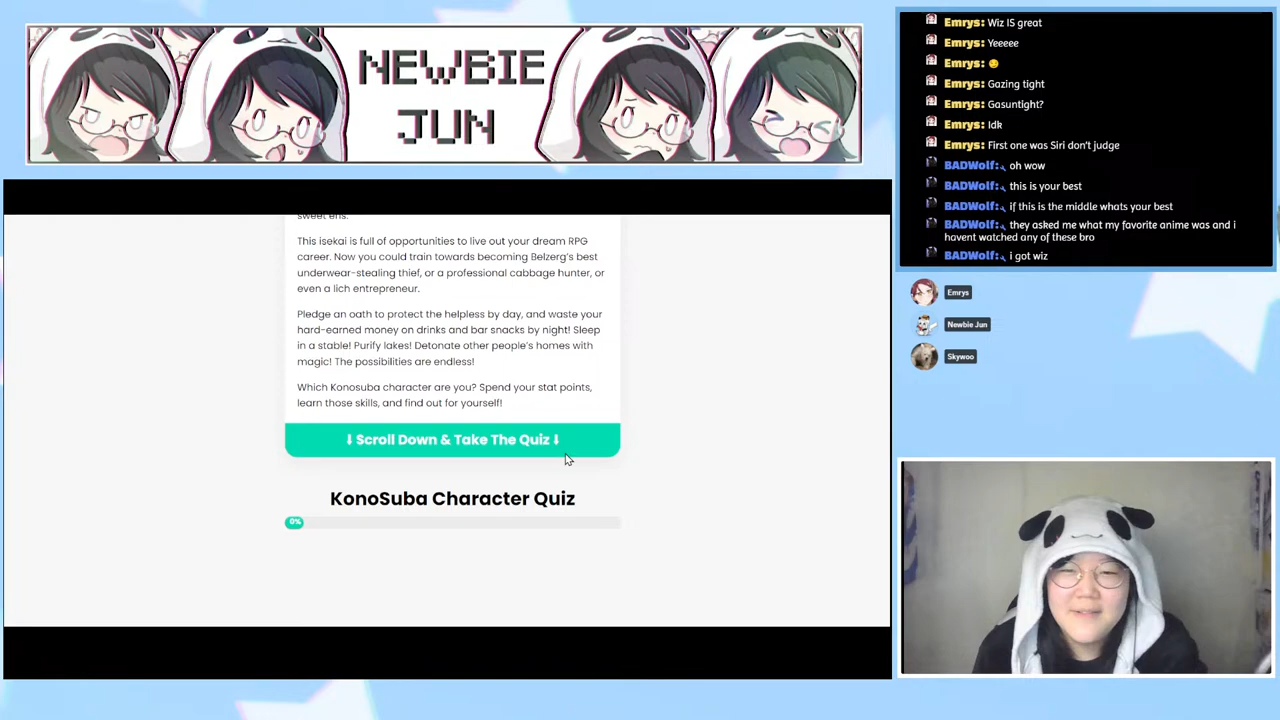 NEWBIE
JUN
sweet ens.
This isekai is full of opportunities to live out your dream RPG
career. Now you could train towards becoming Belzerg's best
underwear-stealing thief, or a professional cabbage hunter, or
even a lich entrepreneur.
Pledge an oath to protect the helpless by day, and waste your
hard-earned money on drinks and bar snacks by night! Sleep
in a stable! Purify lakes! Detonate other people's homes with
magic! The possibilities are endless!
Which Konosuba character are you? Spend your stat points,
learn those skills, and find out for yourself!
⬇ Scroll Down & Take The Quiz ⬇
KonoSuba Character Quiz
0%
Emrys: Wiz IS great
Emrys: Yeeeee
Emrys: 😏
Emrys: Gazing tight
Emrys: Gasuntight?
Emrys: Idk
Emrys: First one was Siri don't judge
BADWolf: oh wow
BADWolf: this is your best
BADWolf: if this is the middle whats your best
BADWolf: they asked me what my favorite anime was and i
havent watched any of these bro
BADWolf: i got wiz
Emrys
Newbie Jun
Skywoo